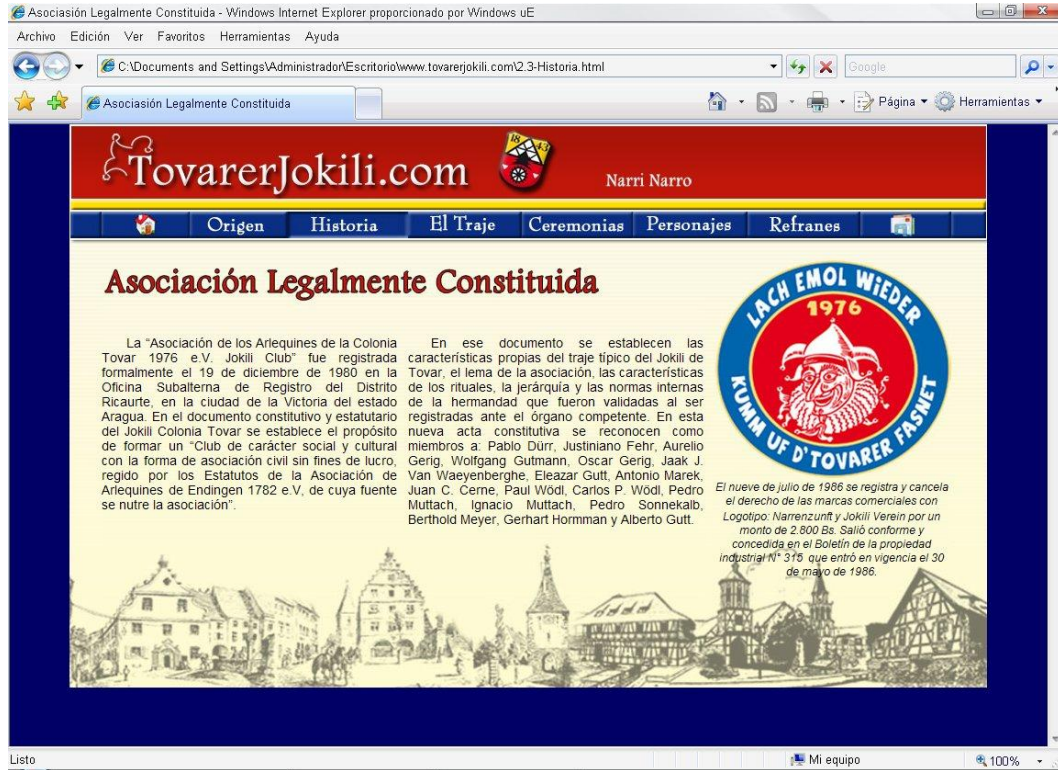 Asociasión Legalmente Constituida - Windows Internet Explorer proporcionado por Windows uE
Archivo Edición Ver Favoritos Herramientas Ayuda
C:\Documents and Settings\Administrador\Escritorio\www.tovarerjokili.com\2.3-Historia.html
Google
Asociasión Legalmente Constituida
Página
Herramientas
TovarerJokili.com
1843
Narri Narro
Origen Historia El Traje Ceremonias Personajes Refranes
Asociación Legalmente Constituida
La “Asociación de los Arlequines de la Colonia
Tovar 1976 e.V. Jokili Club” fue registrada
formalmente el 19 de diciembre de 1980 en la
Oficina Subalterna de Registro del Distrito
Ricaurte, en la ciudad de la Victoria del estado
Aragua. En el documento constitutivo y estatutario
del Jokili Colonia Tovar se establece el propósito
de formar un “Club de carácter social y cultural
con la forma de asociación civil sin fines de lucro,
regido por los Estatutos de la Asociación de
Arlequines de Endingen 1782 e.V, de cuya fuente
se nutre la asociación”.
En ese documento se establecen las
características propias del traje típico del Jokili de
Tovar, el lema de la asociación, las características
de los rituales, la jerárquía y las normas internas
de la hermandad que fueron validadas al ser
registradas ante el órgano competente. En esta
nueva acta constitutiva se reconocen como
miembros a: Pablo Dürr, Justiniano Fehr, Aurelio
Gerig, Wolfgang Gutmann, Oscar Gerig, Jaak J.
Van Waeyenberghe, Eleazar Gutt, Antonio Marek,
Juan C. Cerne, Paul Wödl, Carlos P. Wödl, Pedro
Muttach, Ignacio Muttach, Pedro Sonnekalb,
Berthold Meyer, Gerhart Hormman y Alberto Gutt.
LACH EMOL WiEDER
1976
KUMM UF D'TOVARER FASNET
El nueve de julio de 1986 se registra y cancela
el derecho de las marcas comerciales con
Logotipo: Narrenzunft y Jokili Verein por un
monto de 2.800 Bs. Salió conforme y
concedida en el Boletín de la propiedad
industrial N° 315 que entró en vigencia el 30
de mayo de 1986.
Listo
Mi equipo
100%